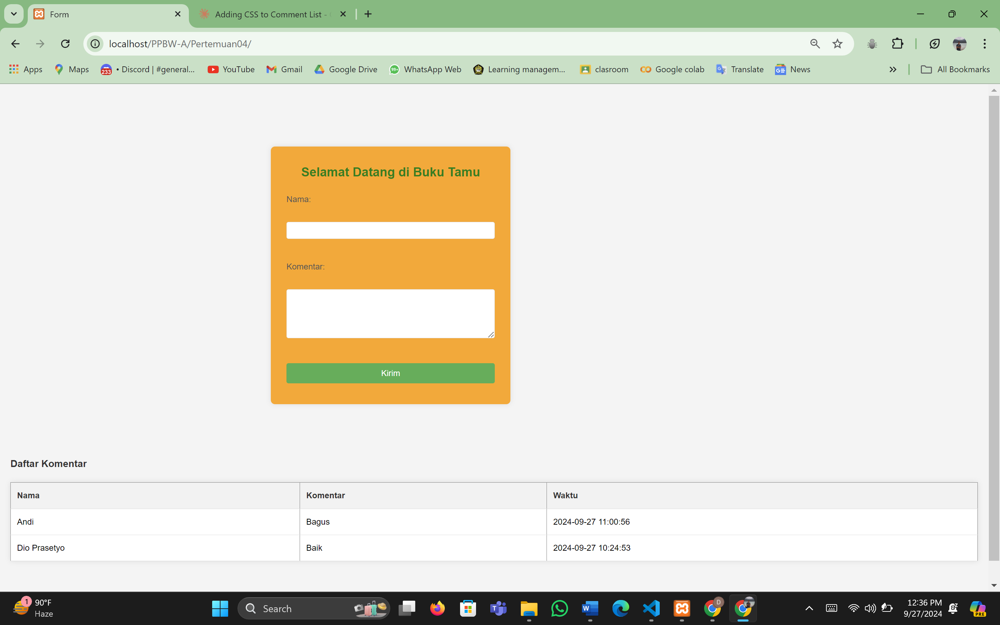 Form
Adding CSS to Comment List -
localhost/PPBW-A/Pertemuan04/
Apps
Maps
233
• Discord | #general...
YouTube
Gmail
Google Drive
99+
WhatsApp Web
Learning managem...
clasroom
Google colab
Translate
GE
News
All Bookmarks
Selamat Datang di Buku Tamu
Nama:
Komentar:
Kirim
Daftar Komentar
Nama Komentar Waktu
Andi Bagus 2024-09-27 11:00:56
Dio Prasetyo Baik 2024-09-27 10:24:53
1
90°F
Haze
Search
T
W
D
12:36 PM
9/27/2024
PRE